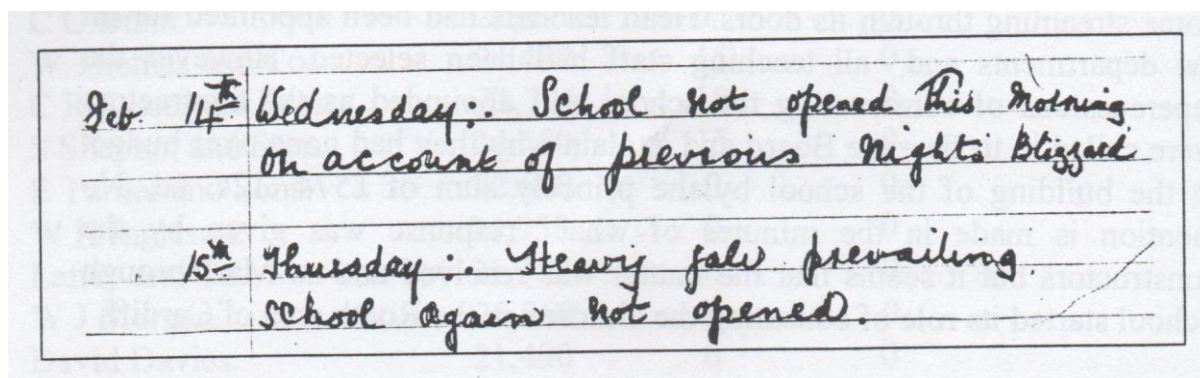 Feb. 14th Wednesday. School not opened this Morning
on account of previous Night's Blizzard.
15th Thursday. Heavy gale prevailing
School again not opened